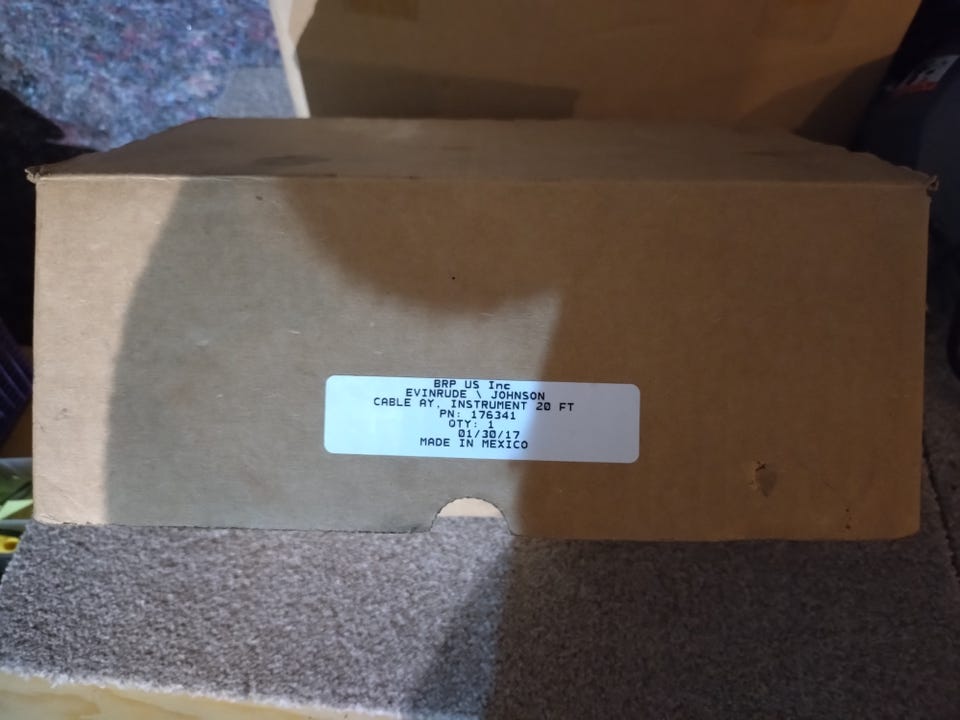 BRP US Inc
EVINRUDE \ JOHNSON
CABLE AY, INSTRUMENT 20 FT
PN: 176341
QTY: 1
01/30/17
MADE IN MEXICO